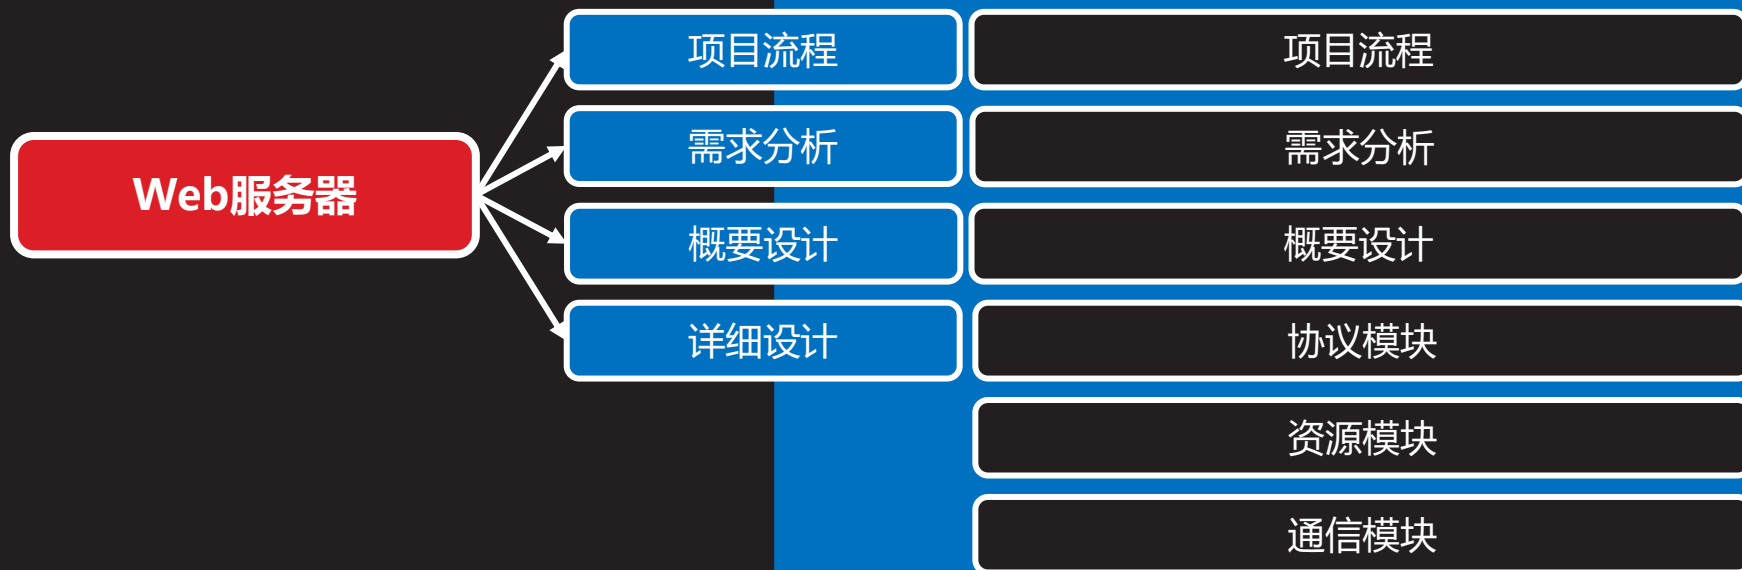 项目流程
项目流程
需求分析
需求分析
Web服务器
概要设计
概要设计
详细设计
协议模块
资源模块
通信模块